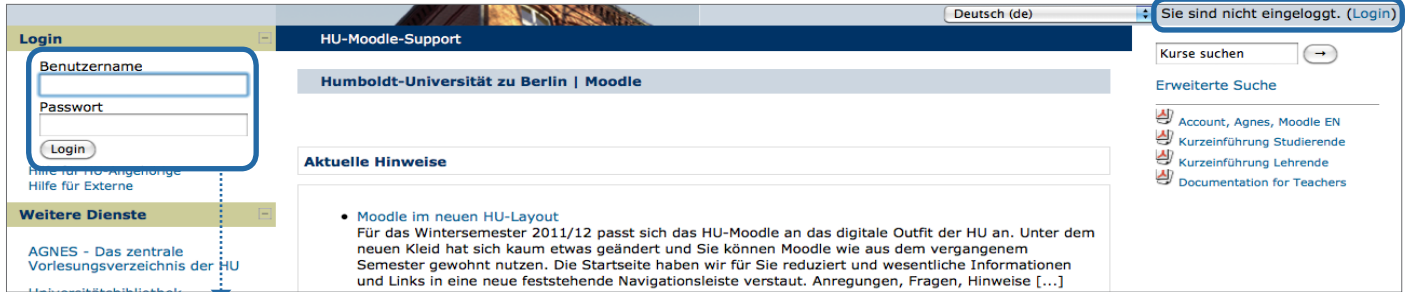 Deutsch (de)
Sie sind nicht eingeloggt. (Login)
Login
Benutzername
Passwort
Login
Hilfe für HU-Angehörige
Hilfe für Externe
Weitere Dienste
AGNES - Das zentrale
Vorlesungsverzeichnis der HU
Universitätsbibliothek
HU-Moodle-Support
Humboldt-Universität zu Berlin | Moodle
Aktuelle Hinweise
• Moodle im neuen HU-Layout
Für das Wintersemester 2011/12 passt sich das HU-Moodle an das digitale Outfit der HU an. Unter dem
neuen Kleid hat sich kaum etwas geändert und Sie können Moodle wie aus dem vergangenem
Semester gewohnt nutzen. Die Startseite haben wir für Sie reduziert und wesentliche Informationen
und Links in eine neue feststehende Navigationsleiste verstaut. Anregungen, Fragen, Hinweise [...]
Kurse suchen →
Erweiterte Suche
Account, Agnes, Moodle EN
Kurzeinführung Studierende
Kurzeinführung Lehrende
Documentation for Teachers